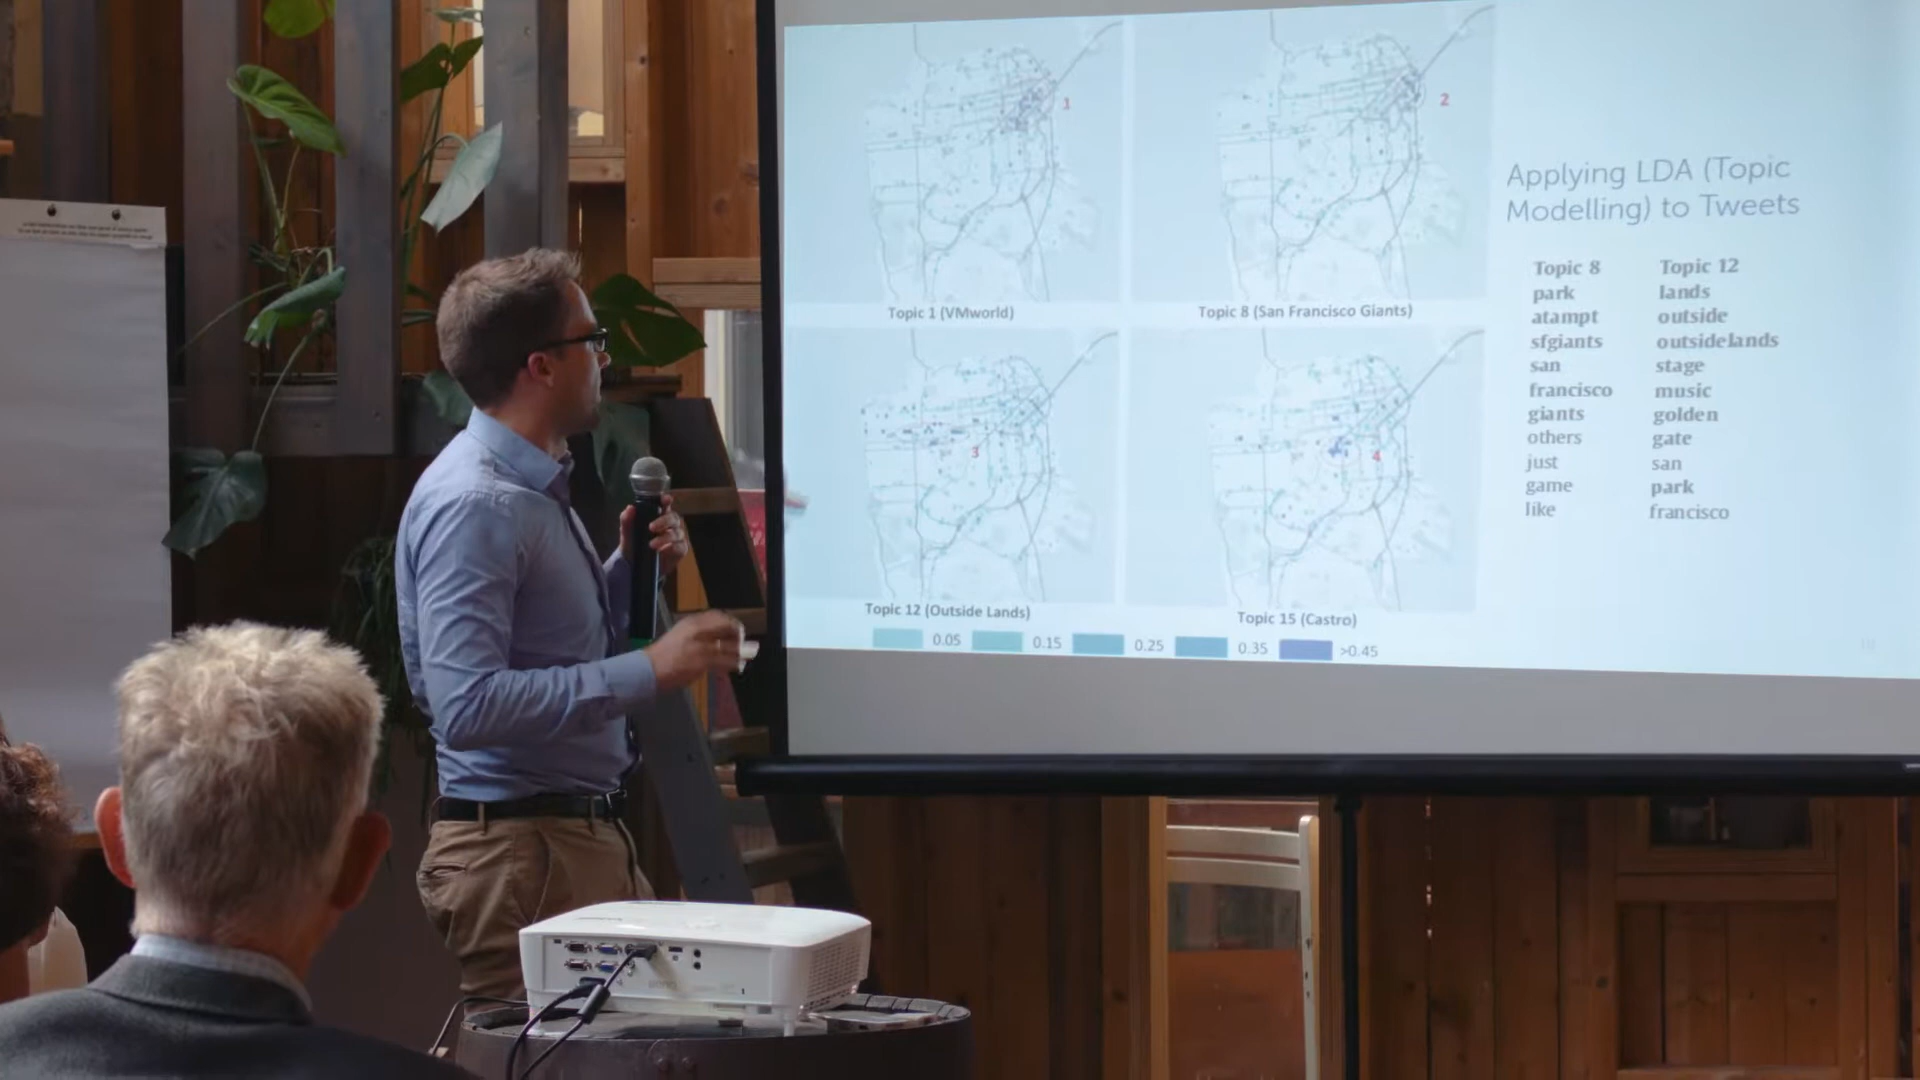 1
2
Topic 1 (VMworld)
Topic 8 (San Francisco Giants)
3
4
Topic 12 (Outside Lands)
Topic 15 (Castro)
0.05
0.15
0.25
0.35
>0.45
Applying LDA (Topic
Modelling) to Tweets
Topic 8
park
atampt
sfgiants
san
francisco
giants
others
just
game
like
Topic 12
lands
outside
outsidelands
stage
music
golden
gate
san
park
francisco